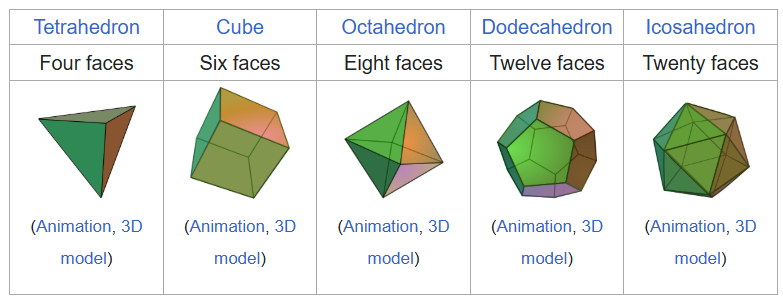 Tetrahedron Cube Octahedron Dodecahedron Icosahedron
Four faces Six faces Eight faces Twelve faces Twenty faces
(Animation, 3D (Animation, 3D (Animation, 3D (Animation, 3D (Animation, 3D
model) model) model) model) model)